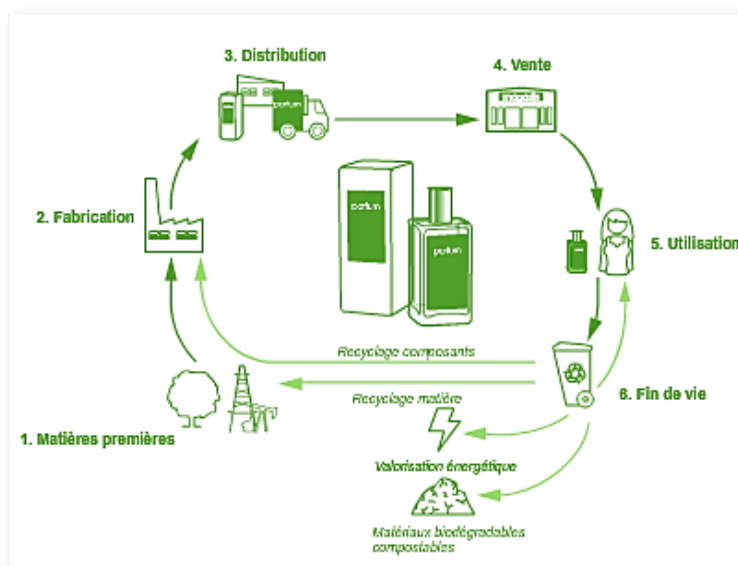 3. Distribution
4. Vente
parfum
2. Fabrication
parfum
parfum
5. Utilisation
Recyclage composants
Recyclage matière
6. Fin de vie
1. Matières premières
Valorisation énergétique
Matériaux biodégradables
compostables